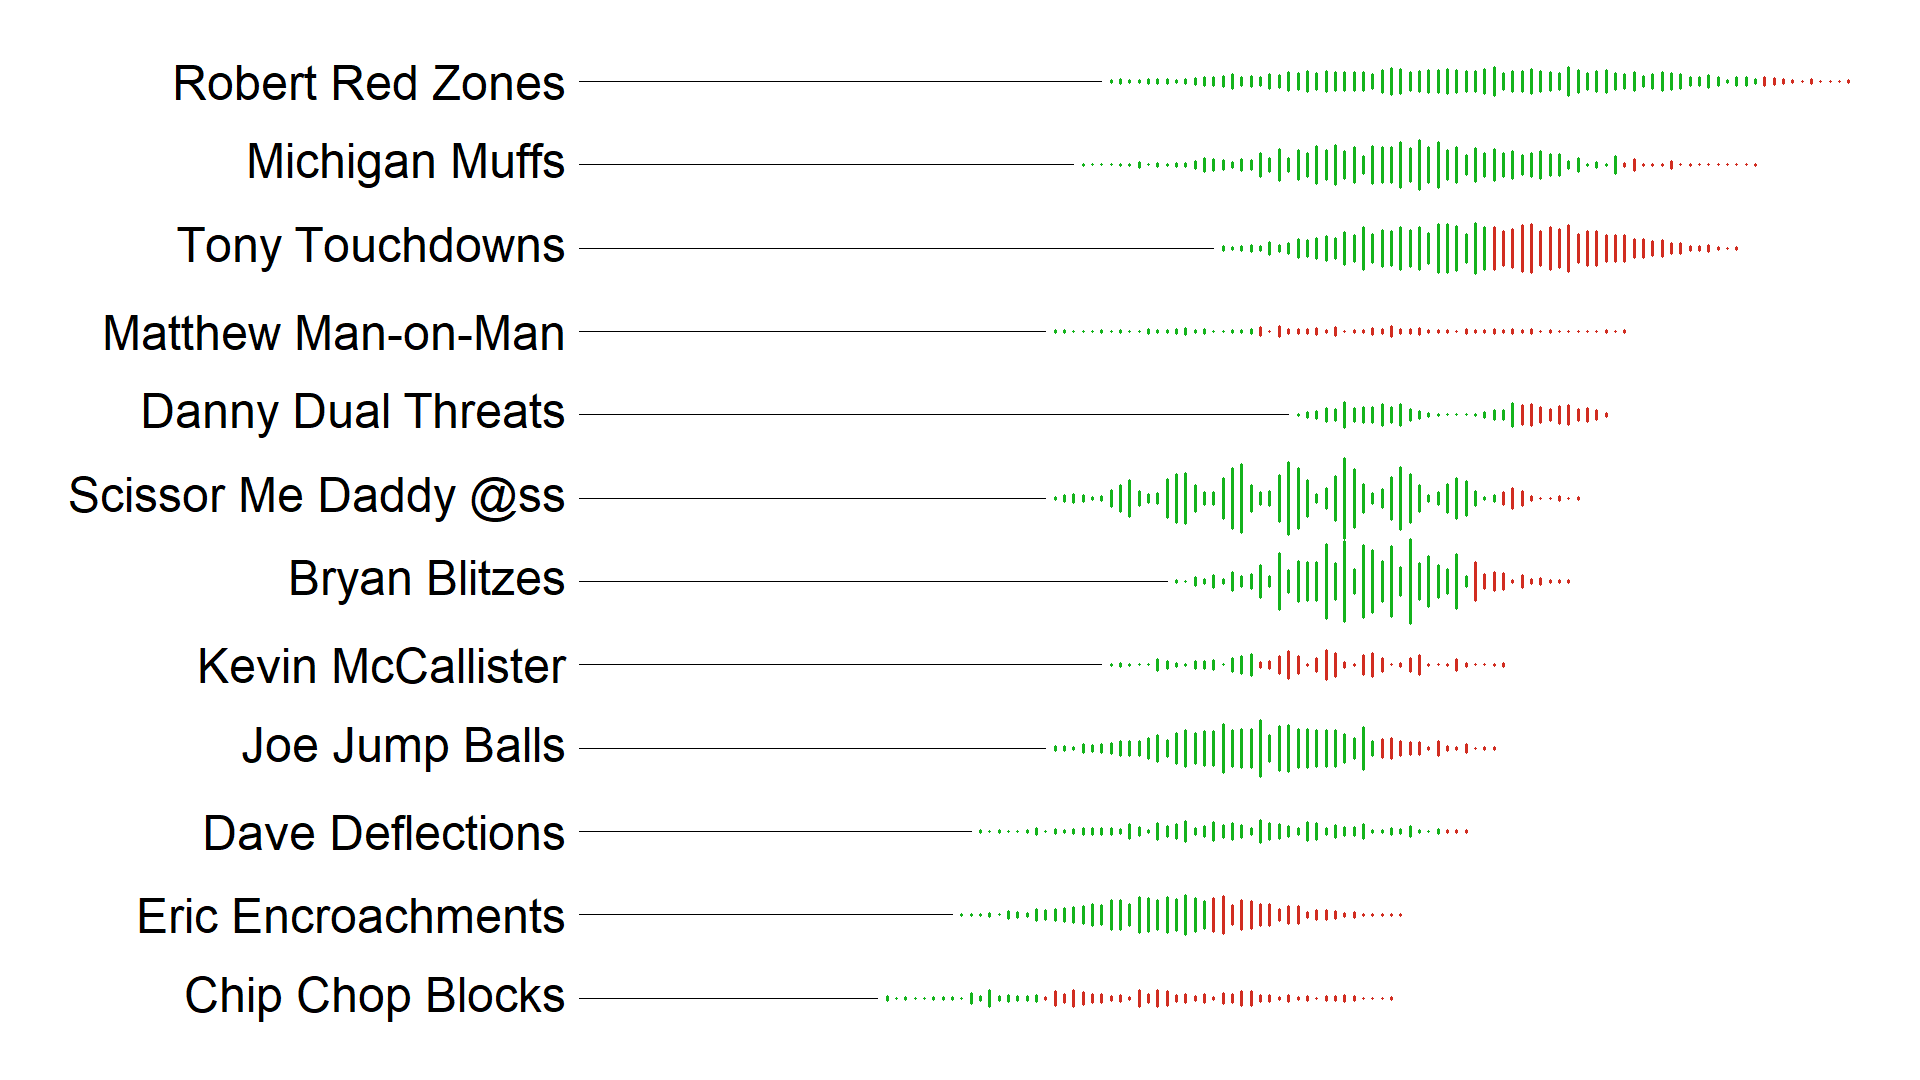 Robert Red Zones
Michigan Muffs
Tony Touchdowns
Matthew Man-on-Man
Danny Dual Threats
Scissor Me Daddy @ss
Bryan Blitzes
Kevin McCallister
Joe Jump Balls
Dave Deflections
Eric Encroachments
Chip Chop Blocks